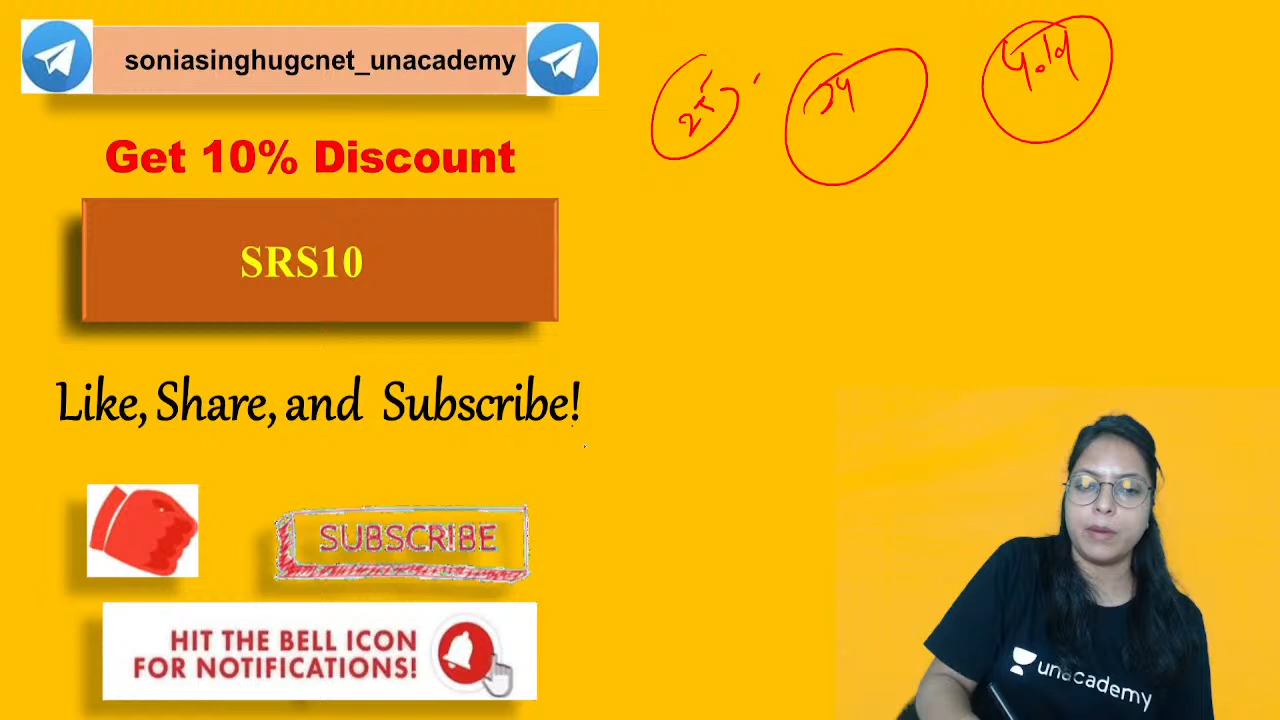 soniasinghugcnet_unacademy
Get 10% Discount
SRS10
Like, Share, and Subscribe!
SUBSCRIBE
HIT THE BELL ICON
FOR NOTIFICATIONS!
unacademy